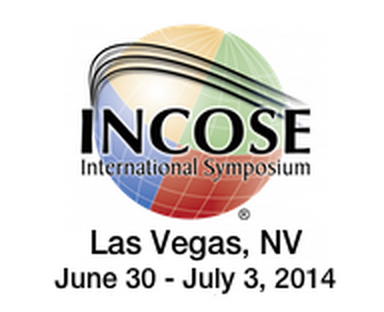 INCOSE
International Symposium
®
Las Vegas, NV
June 30 - July 3, 2014